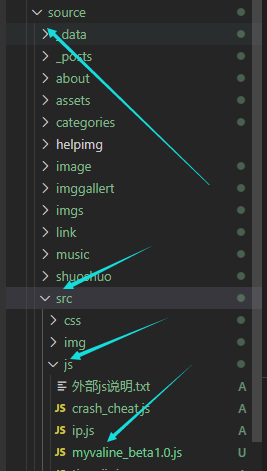 source
_data
_posts
about
assets
categories
helpimg
image
imggallert
imgs
link
music
shuoshuo
src
css
img
js
外部js说明.txt A
JS crash_cheat.js A
JS ip.js A
JS myvaline_beta1.0.js U